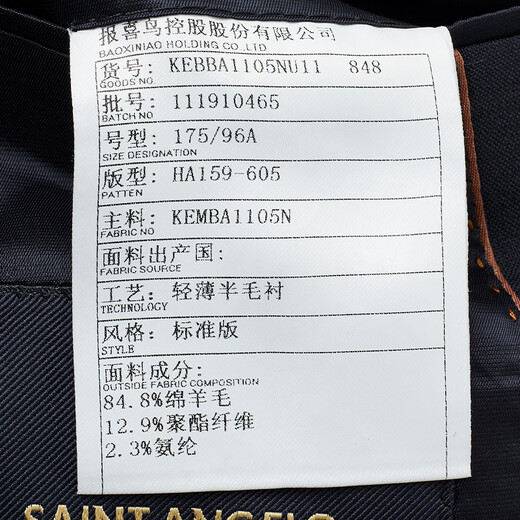 报喜鸟控股股份有限公司
BAOXINIAO HOLDING CO.,LTD
货号: KEBBA1105NU11 848
GOODS NO.
批号: 111910465
BATCH NO
号型: 175/96A
SIZE DESIGNATION
版型: HA159-605
PATTEN
主料: KEMBA1105N
FABRIC NO
面料出产国:
FABRIC SOURCE
工艺: 轻薄半毛衬
TECHNOLOGY
风格: 标准版
STYLE
面料成分:
OUTSIDE FABRIC COMPOSITION
84.8%绵羊毛
12.9%聚酯纤维
2.3%氨纶
SAINT ANGELO